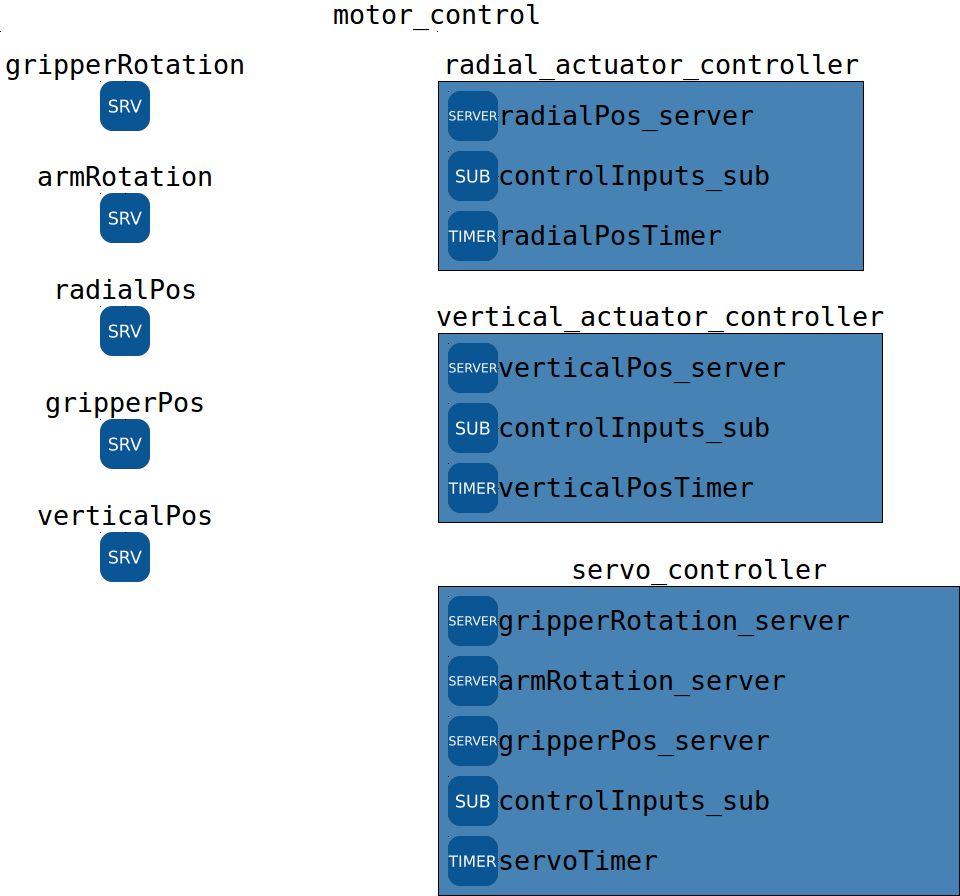 motor_control
gripperRotation
SRV
armRotation
SRV
radialPos
SRV
gripperPos
SRV
verticalPos
SRV
radial_actuator_controller
SERVER radialPos_server
SUB controlInputs_sub
TIMER radialPosTimer
vertical_actuator_controller
SERVER verticalPos_server
SUB controlInputs_sub
TIMER verticalPosTimer
servo_controller
SERVER gripperRotation_server
SERVER armRotation_server
SERVER gripperPos_server
SUB controlInputs_sub
TIMER servoTimer